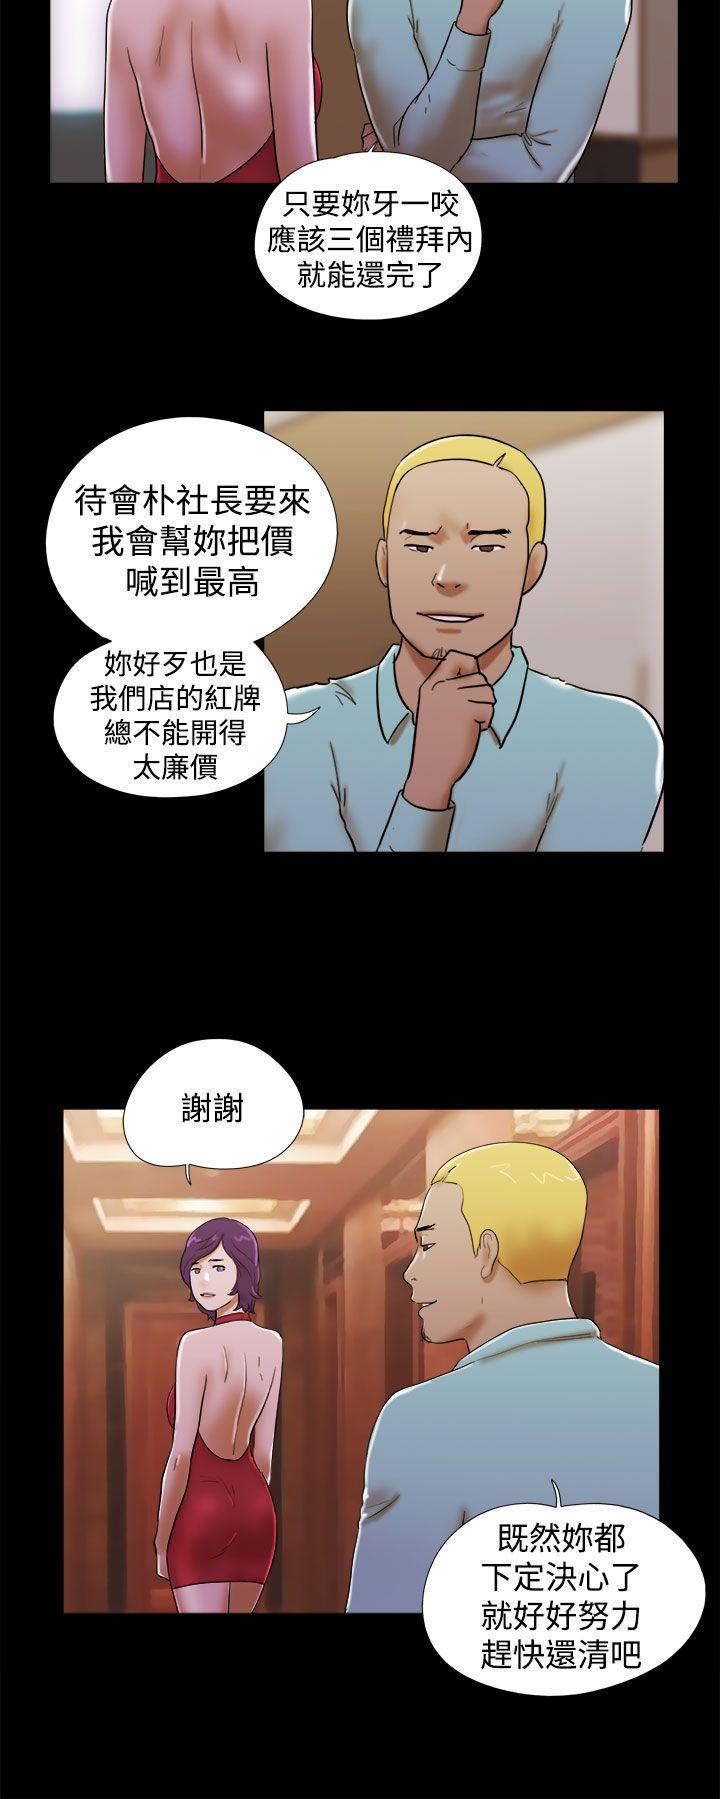 只要妳牙一咬
應該三個禮拜內
就能還完了
待會朴社長要來
我會幫妳把價
喊到最高
妳好歹也是
我們店的紅牌
總不能開得
太廉價
謝謝
既然妳都
下定決心了
就好好努力
趕快還清吧